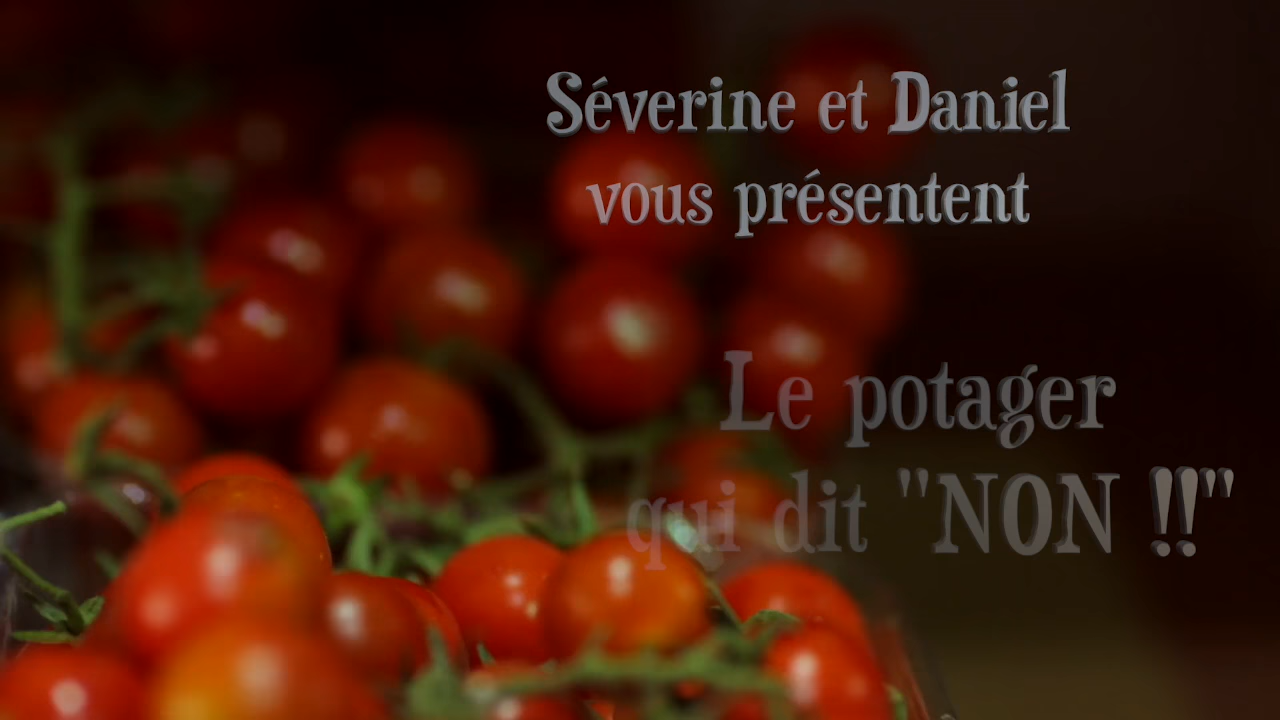 Séverine et Daniel
vous présentent
Le potager
qui dit "NON !!"